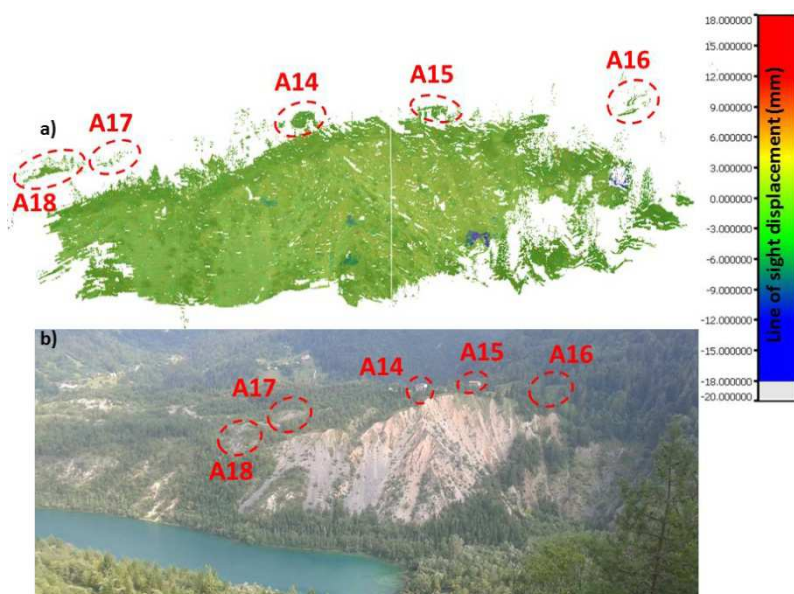 A14
A15
A16
a)
A17
A18
18.000000
15.000000
12.000000
9.000000
6.000000
3.000000
0.000000
-3.000000
-6.000000
-9.000000
-12.000000
-15.000000
-18.000000
-20.000000
Line of sight displacement (mm)
b)
A14
A15
A16
A17
A18